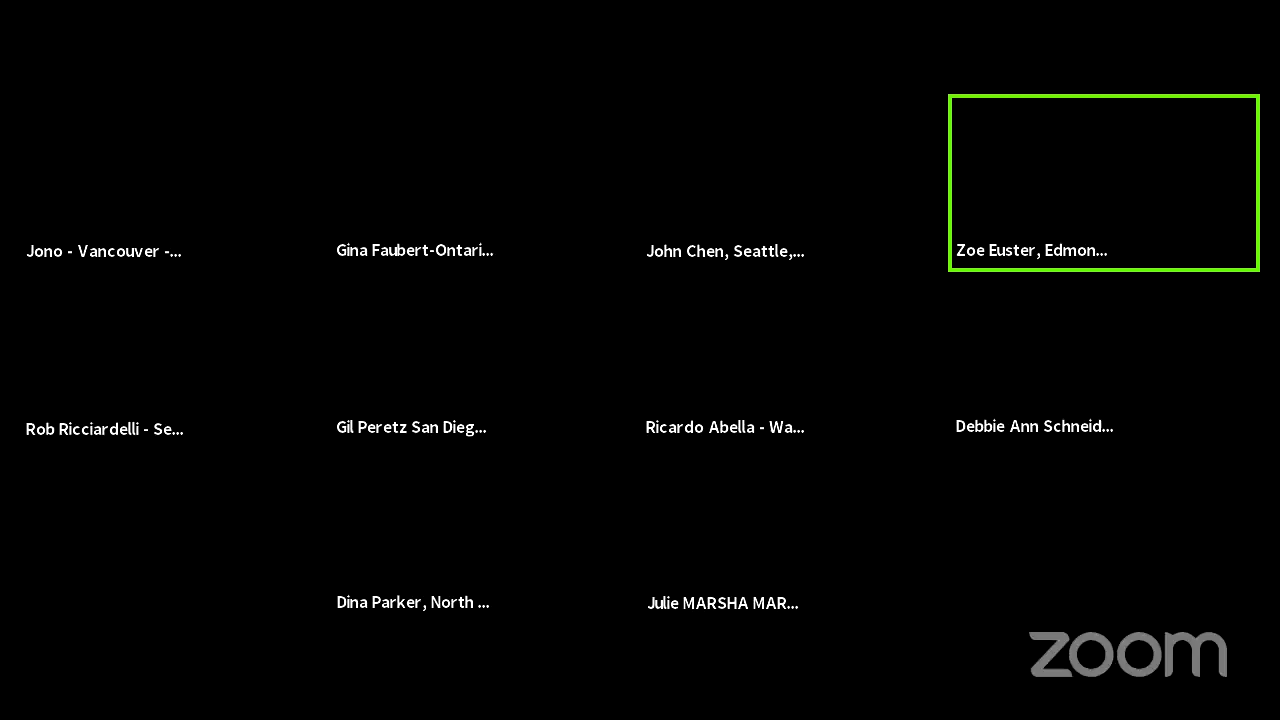 Jono - Vancouver -...
Gina Faubert-Ontari...
John Chen, Seattle,...
Zoe Euster, Edmon...
Rob Ricciardelli - Se...
Gil Peretz San Dieg...
Ricardo Abella - Wa...
Debbie Ann Schneid...
Dina Parker, North ...
Julie MARSHA MAR...
zoom